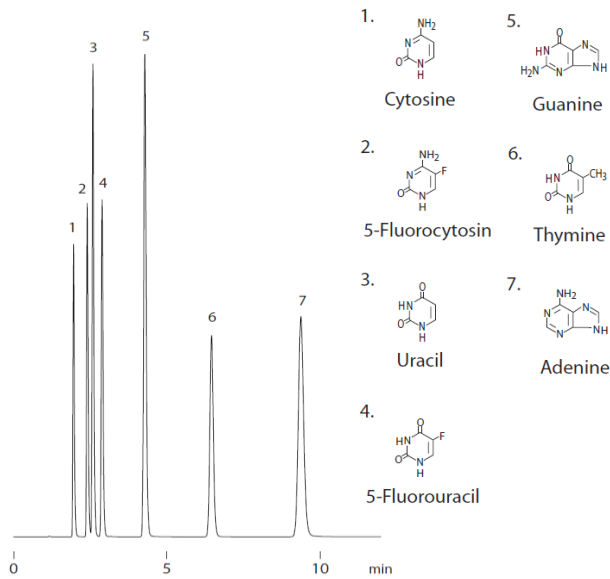 1
2
3
4
5
6
7
0
5
10
min
1.
NH2
N
O
N
H
Cytosine
2.
NH2
F
N
O
N
H
5-Fluorocytosin
3.
O
HN
O
N
H
Uracil
4.
O
F
HN
O
N
H
5-Fluorouracil
5.
O
HN
N
H2N
N
NH
Guanine
6.
O
HN
CH3
O
N
H
Thymine
7.
NH2
N
N
N
NH
Adenine